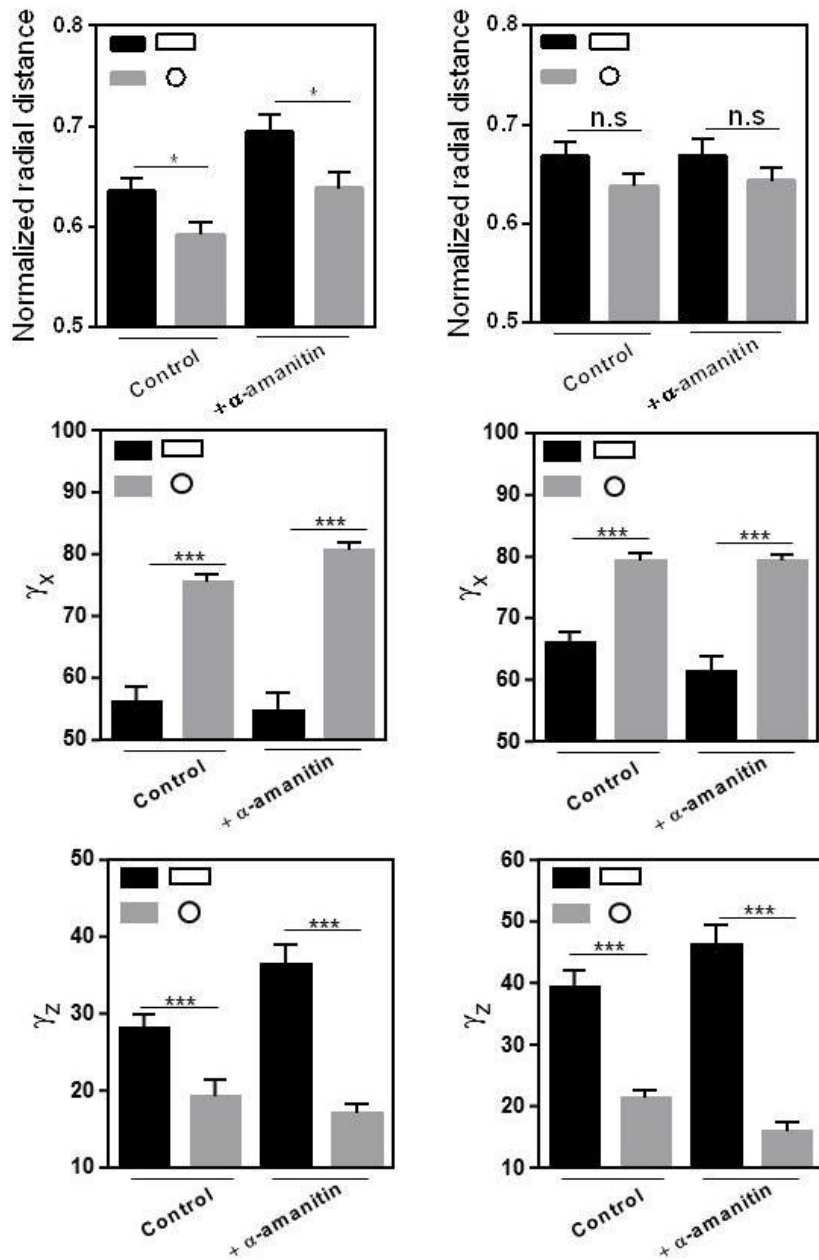 Normalized radial distance
0.8
0.7
0.6
0.5
*
*
Control
+α-amanitin
Normalized radial distance
0.8
0.7
0.6
0.5
n.s
n.s
Control
+α-amanitin
γx
100
90
80
70
60
50
***
***
Control
+ α-amanitin
γx
100
90
80
70
60
50
***
***
Control
+ α-amanitin
γz
50
40
30
20
10
***
***
Control
+ α-amanitin
γz
60
50
40
30
20
10
***
***
Control
+ α-amanitin